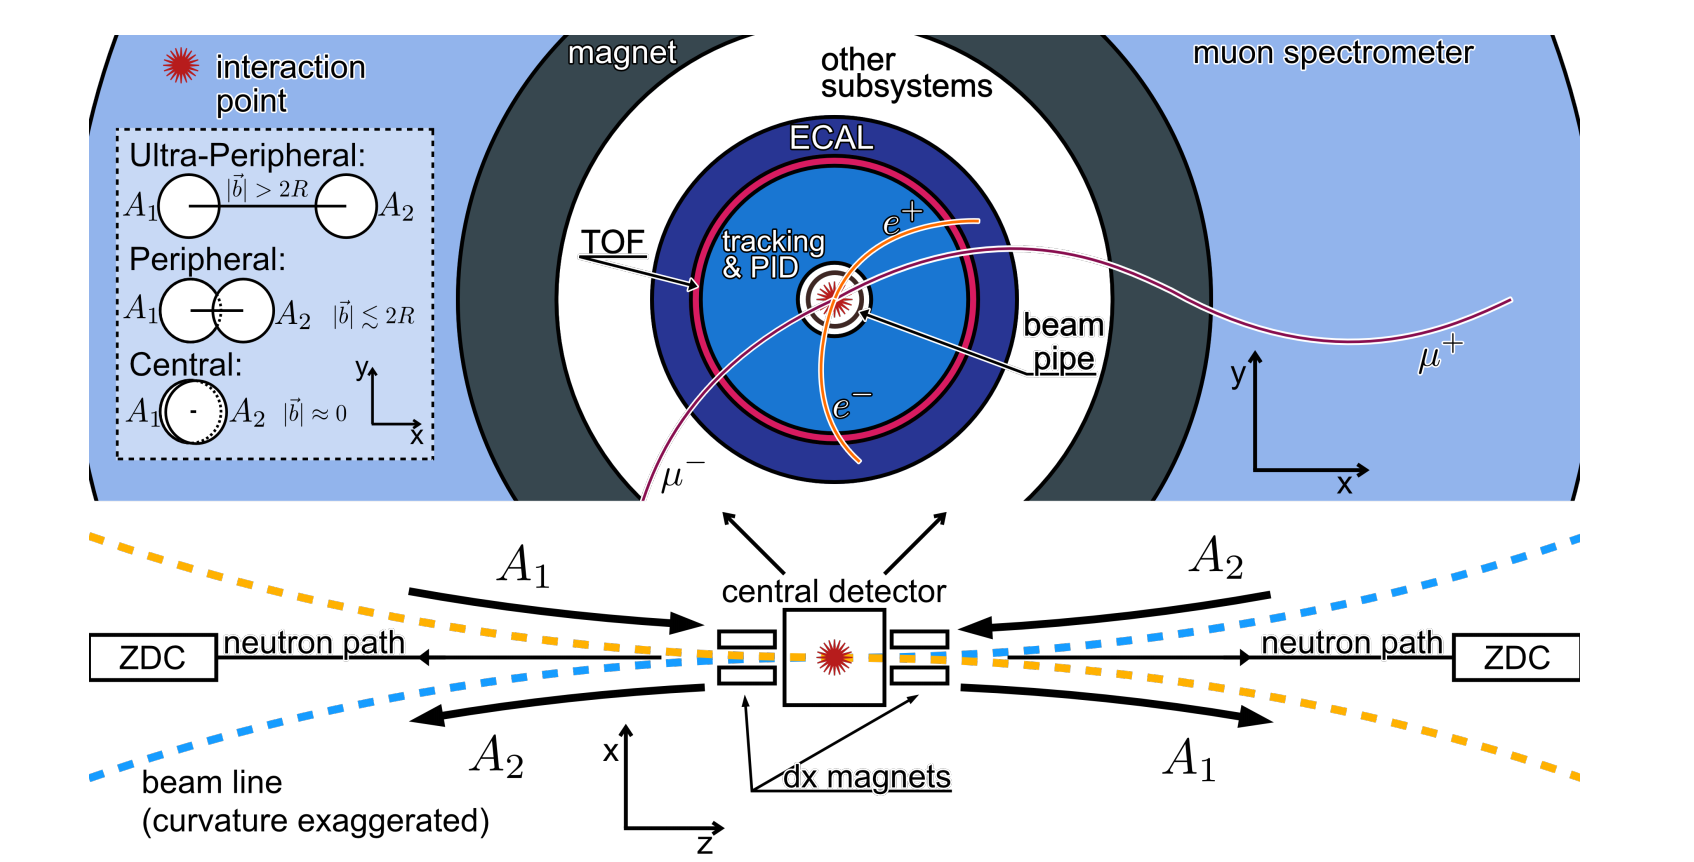 interaction
point
magnet
other
subsystems
muon spectrometer
Ultra-Peripheral:
A₁ |b⃗| > 2R A₂
Peripheral:
A₁ A₂ |b⃗| ≲ 2R
Central:
A₁ A₂ |b⃗| ≈ 0
y
x
ECAL
TOF
tracking
& PID
e⁺
e⁻
beam
pipe
μ⁺
μ⁻
y
x
A₁
A₂
central detector
ZDC
neutron path
neutron path
ZDC
A₂
A₁
dx magnets
x
z
beam line
(curvature exaggerated)